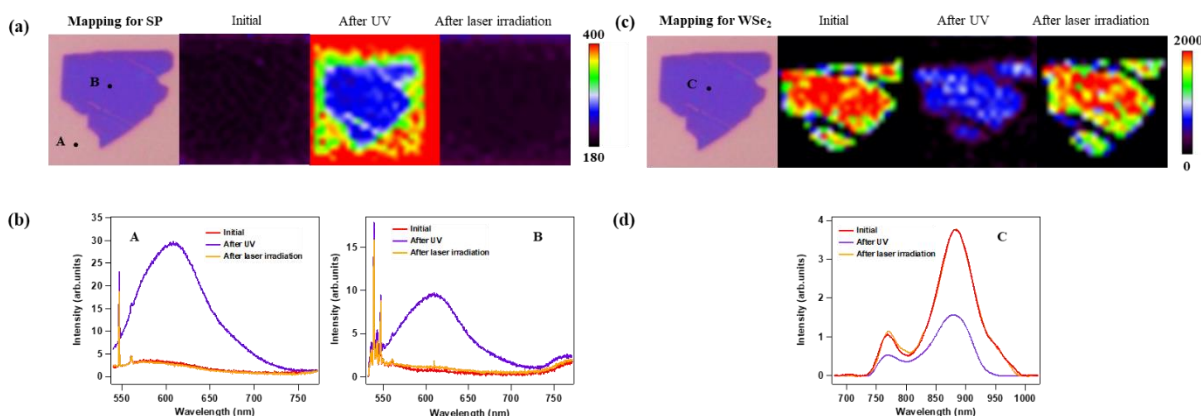 (a)
Mapping for SP
Initial
After UV
After laser irradiation
400
180
B
A
(c)
Mapping for WSe₂
Initial
After UV
After laser irradiation
2000
0
C
(b)
35
30
25
20
15
10
5
0
Intensity (arb.units)
A
Initial
After UV
After laser irradiation
550 600 650 700 750
Wavelength (nm)
15
10
5
0
Intensity (arb.units)
B
Initial
After UV
After laser irradiation
550 600 650 700 750
Wavelength (nm)
(d)
4
3
2
1
0
Intensity (arb.units)
C
Initial
After UV
After laser irradiation
700 750 800 850 900 950 1000
Wavelength (nm)